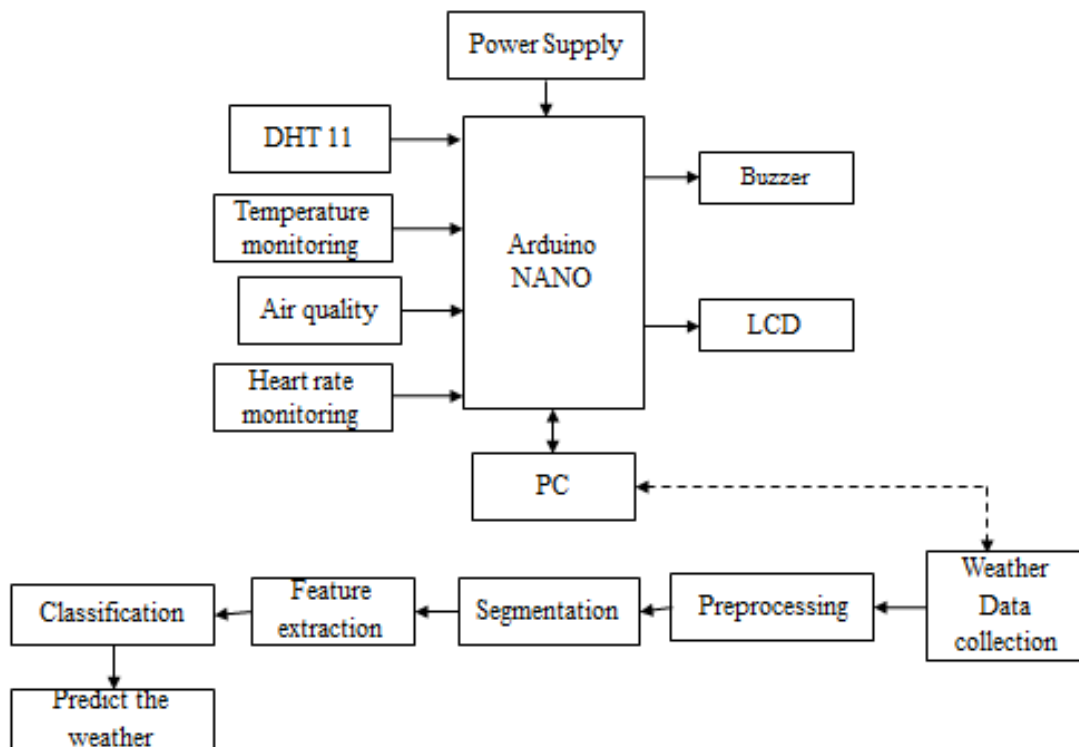 Power Supply
DHT 11
Temperature
monitoring
Air quality
Heart rate
monitoring
Arduino
NANO
Buzzer
LCD
PC
Weather
Data
collection
Preprocessing
Segmentation
Feature
extraction
Classification
Predict the
weather